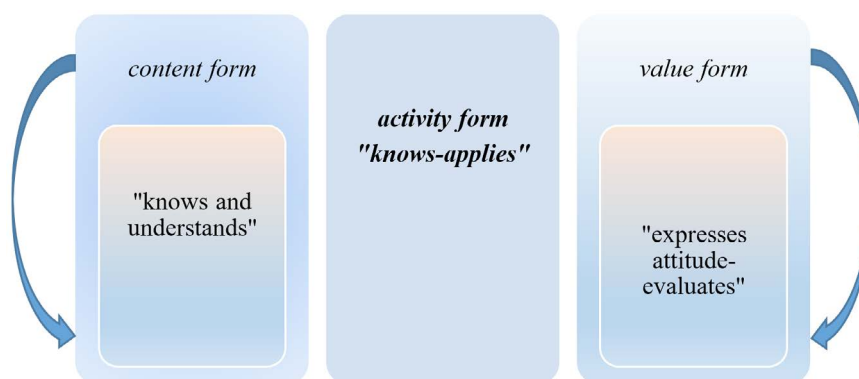 content form
"knows and
understands"
activity form
"knows-applies"
value form
"expresses
attitude-
evaluates"